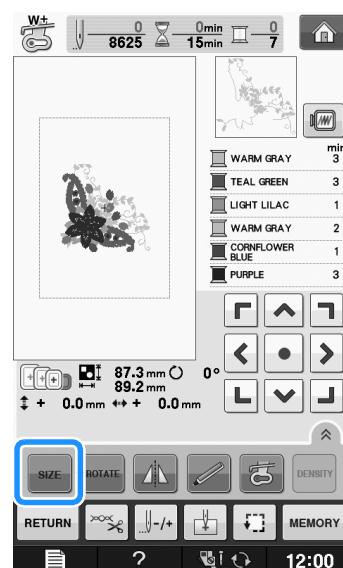 W+
0
8625
0min
15min
0
7
min
WARM GRAY 3
TEAL GREEN 3
LIGHT LILAC 1
WARM GRAY 2
CORNFLOWER
BLUE 1
PURPLE 3
87.3 mm 0°
89.2 mm
+ 0.0 mm + 0.0 mm
SIZE ROTATE DENSITY
RETURN -/+ MEMORY
? 12:00